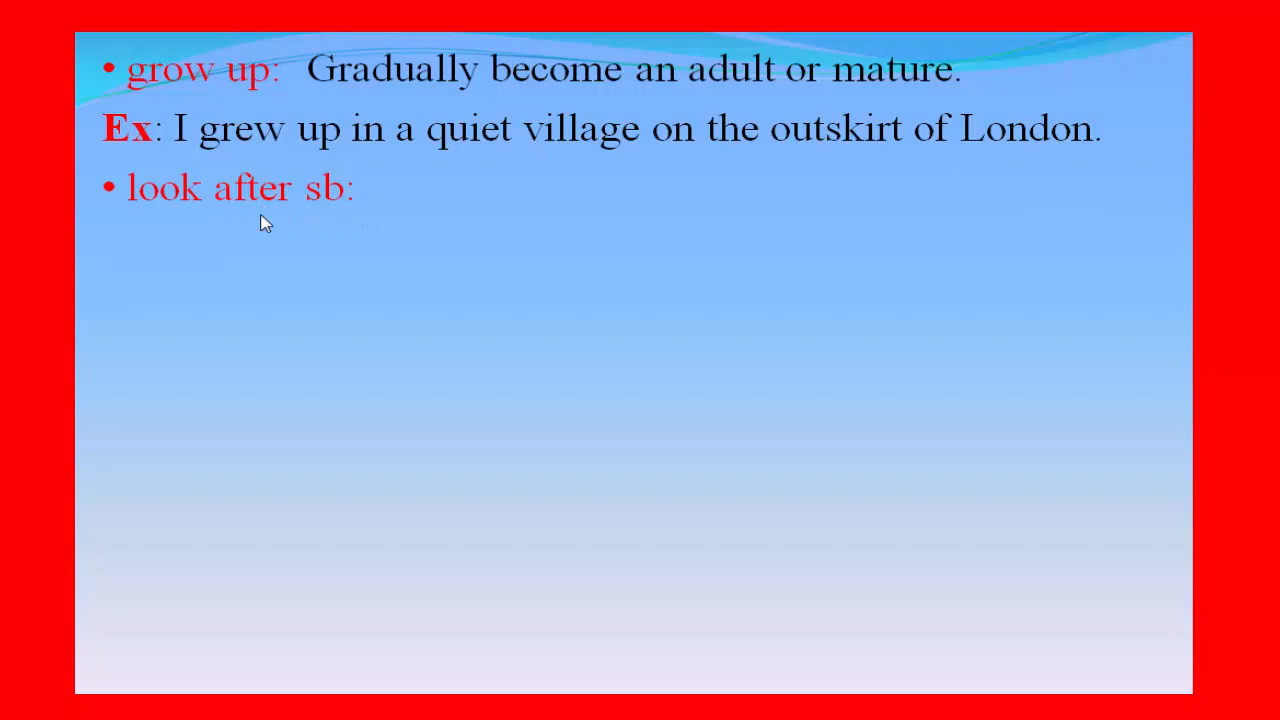 • grow up: Gradually become an adult or mature.
Ex: I grew up in a quiet village on the outskirt of London.
• look after sb: